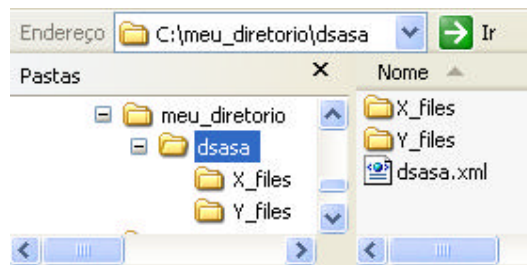 Endereço C:\meu_diretorio\dsasa Ir
Pastas
meu_diretorio
dsasa
X_files
Y_files
Nome
X_files
Y_files
dsasa.xml